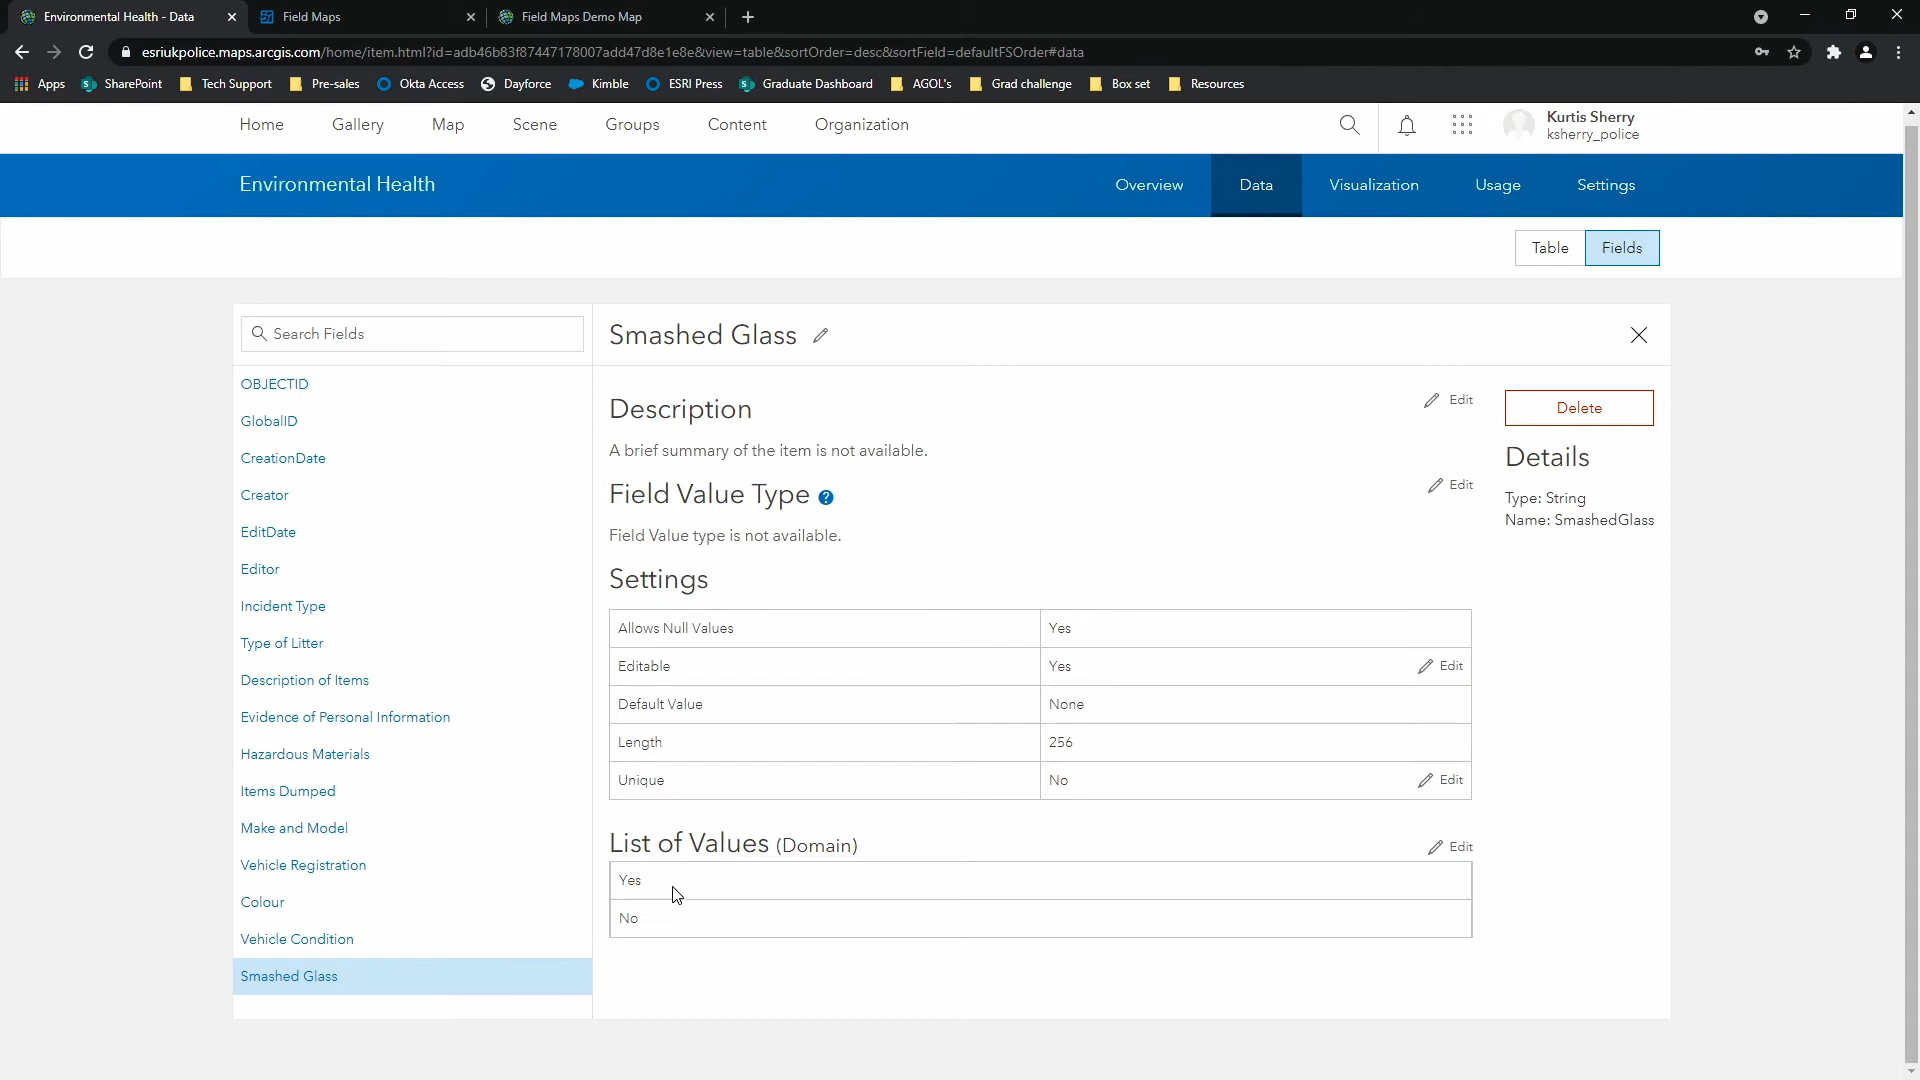 Environmental Health - Data
Field Maps
Field Maps Demo Map
esriukpolice.maps.arcgis.com/home/item.html?id=adb46b83f87447178007add47d8e1e8e&view=table&sortOrder=desc&sortField=defaultFSOrder#data
Apps SharePoint Tech Support Pre-sales Okta Access Dayforce Kimble ESRI Press Graduate Dashboard AGOL's Grad challenge Box set Resources
Home Gallery Map Scene Groups Content Organization
Kurtis Sherry
ksherry_police
Environmental Health
Overview Data Visualization Usage Settings
Table Fields
Search Fields
OBJECTID
GlobalID
CreationDate
Creator
EditDate
Editor
Incident Type
Type of Litter
Description of Items
Evidence of Personal Information
Hazardous Materials
Items Dumped
Make and Model
Vehicle Registration
Colour
Vehicle Condition
Smashed Glass
Smashed Glass
Description Edit
A brief summary of the item is not available.
Field Value Type ? Edit
Field Value type is not available.
Settings
Allows Null Values Yes
Editable Yes Edit
Default Value None
Length 256
Unique No Edit
List of Values (Domain) Edit
Yes
No
Delete
Details
Type: String
Name: SmashedGlass